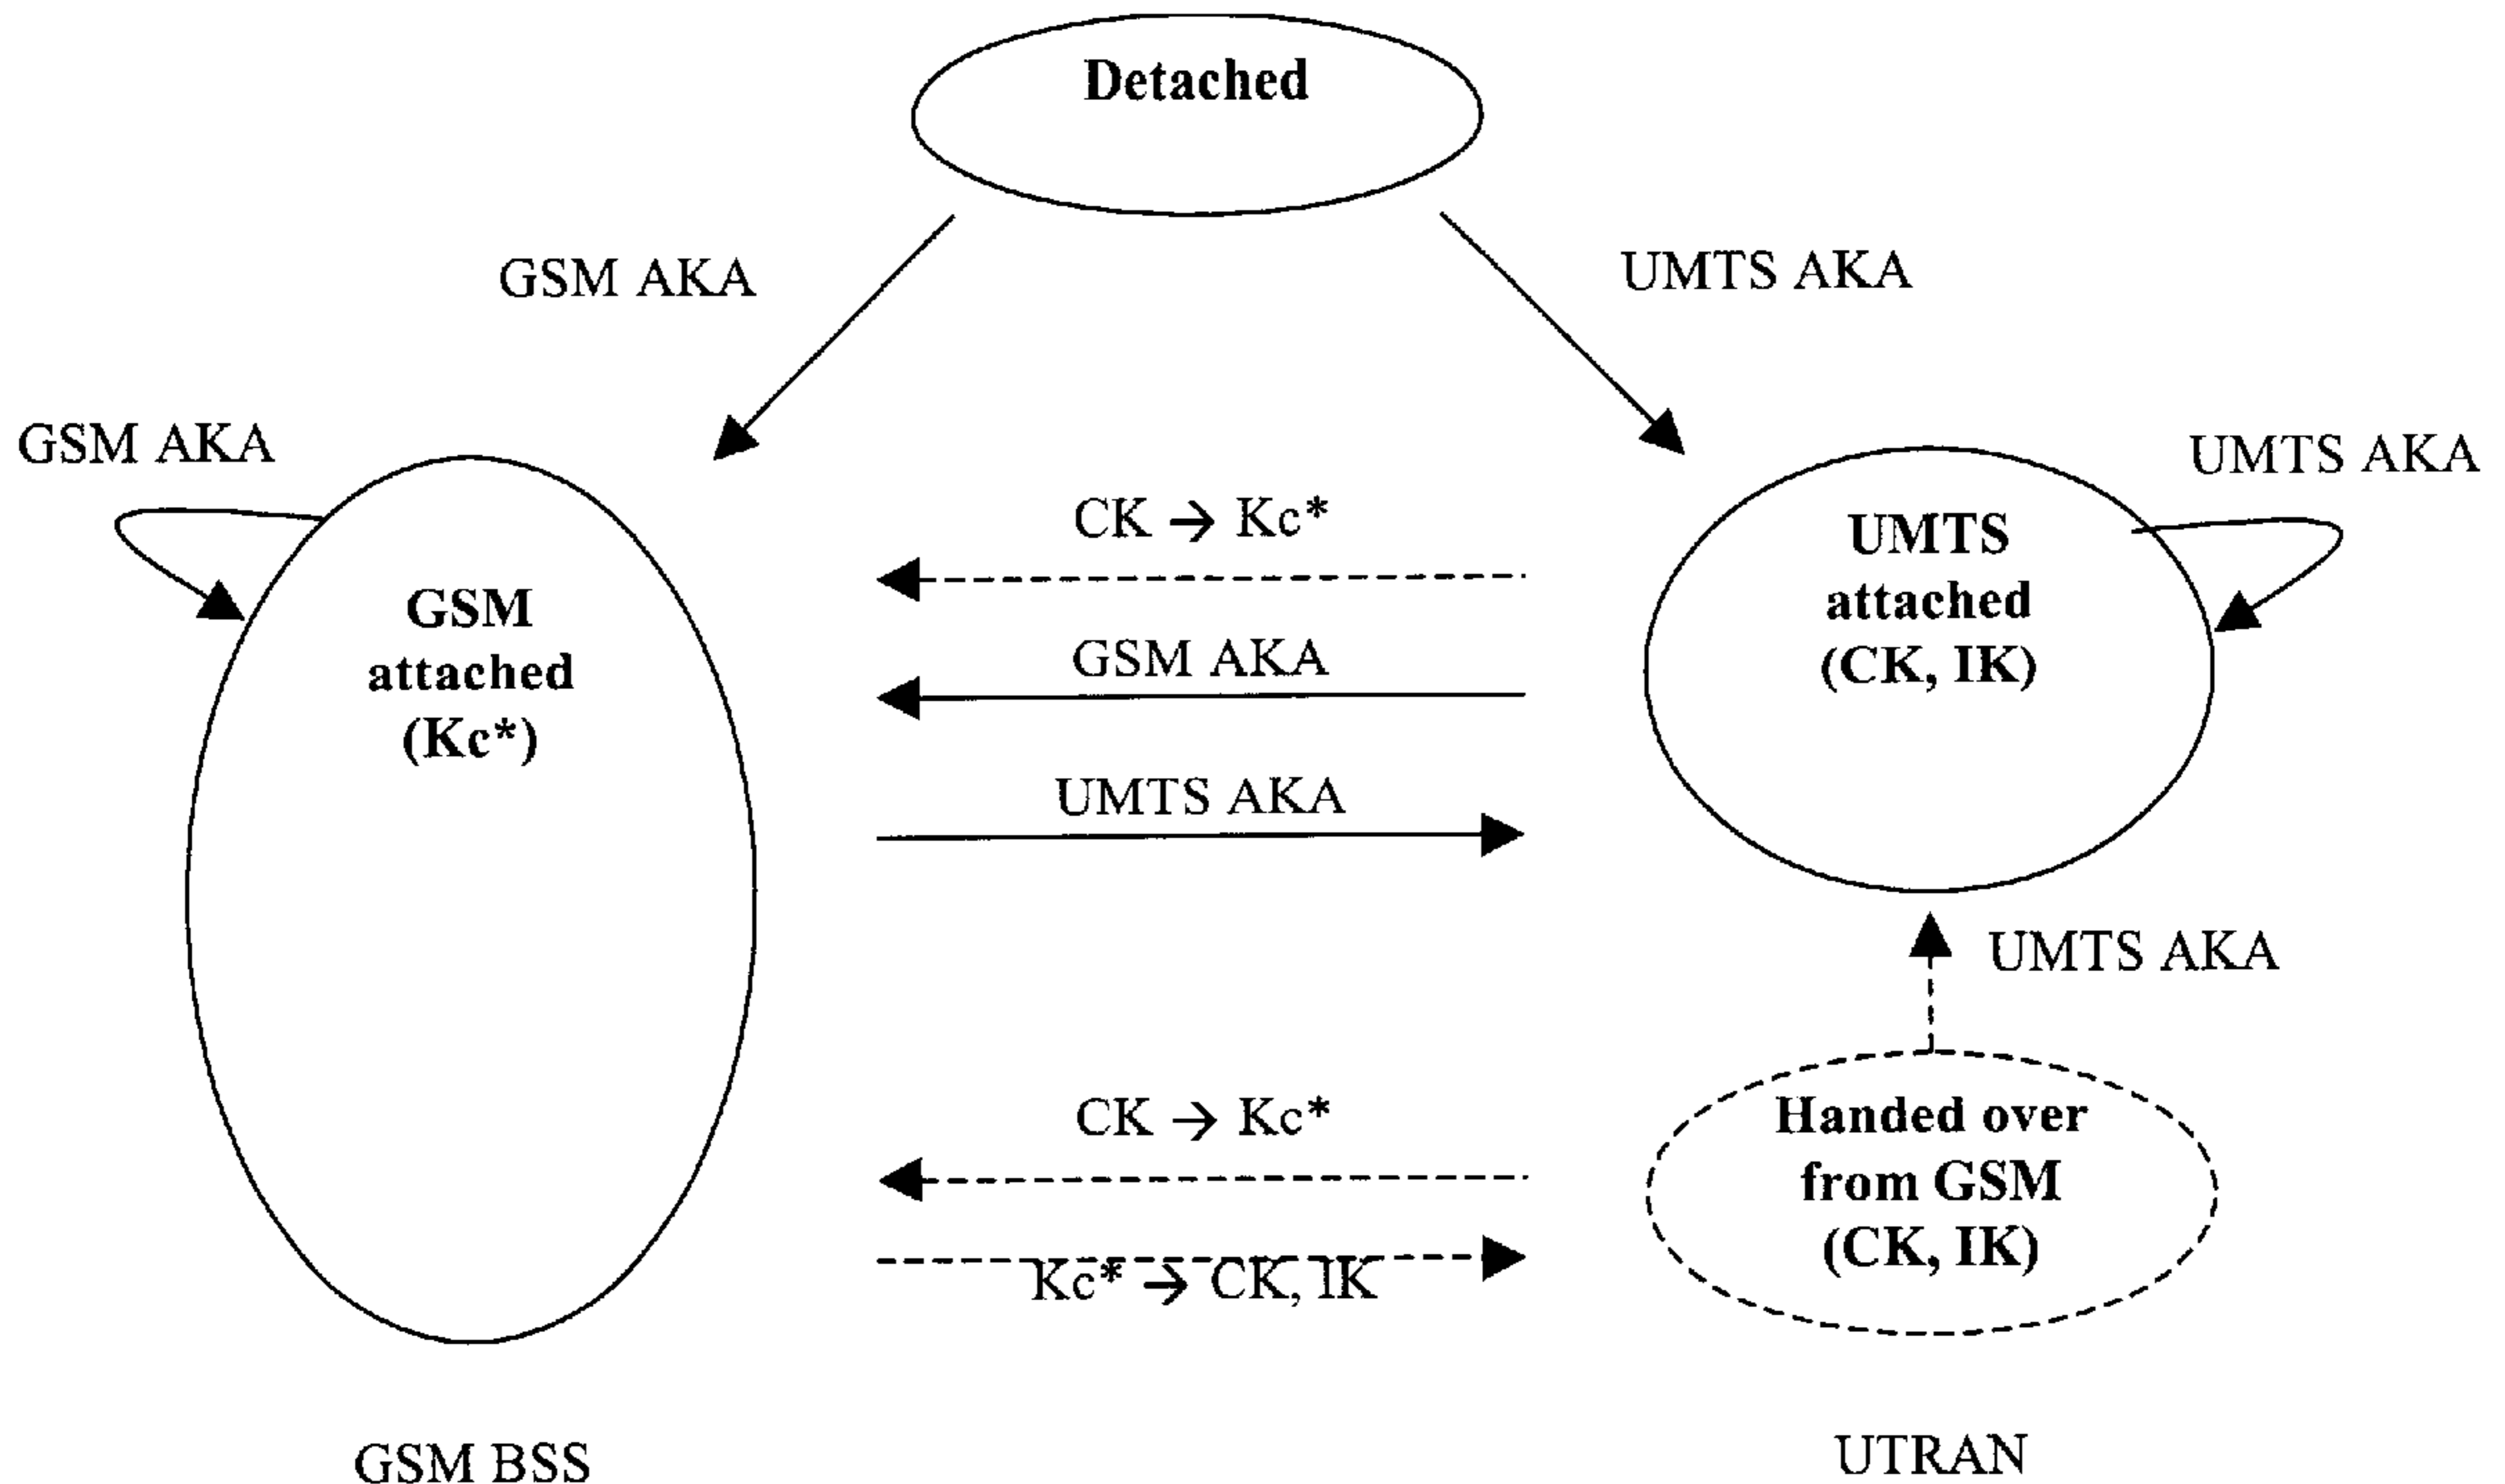 Detached
GSM AKA
UMTS AKA
GSM AKA
UMTS AKA
CK → Kc*
GSM
attached
(Kc*)
UMTS
attached
(CK, IK)
GSM AKA
UMTS AKA
UMTS AKA
CK → Kc*
Handed over
from GSM
(CK, IK)
Kc* → CK, IK
GSM BSS
UTRAN